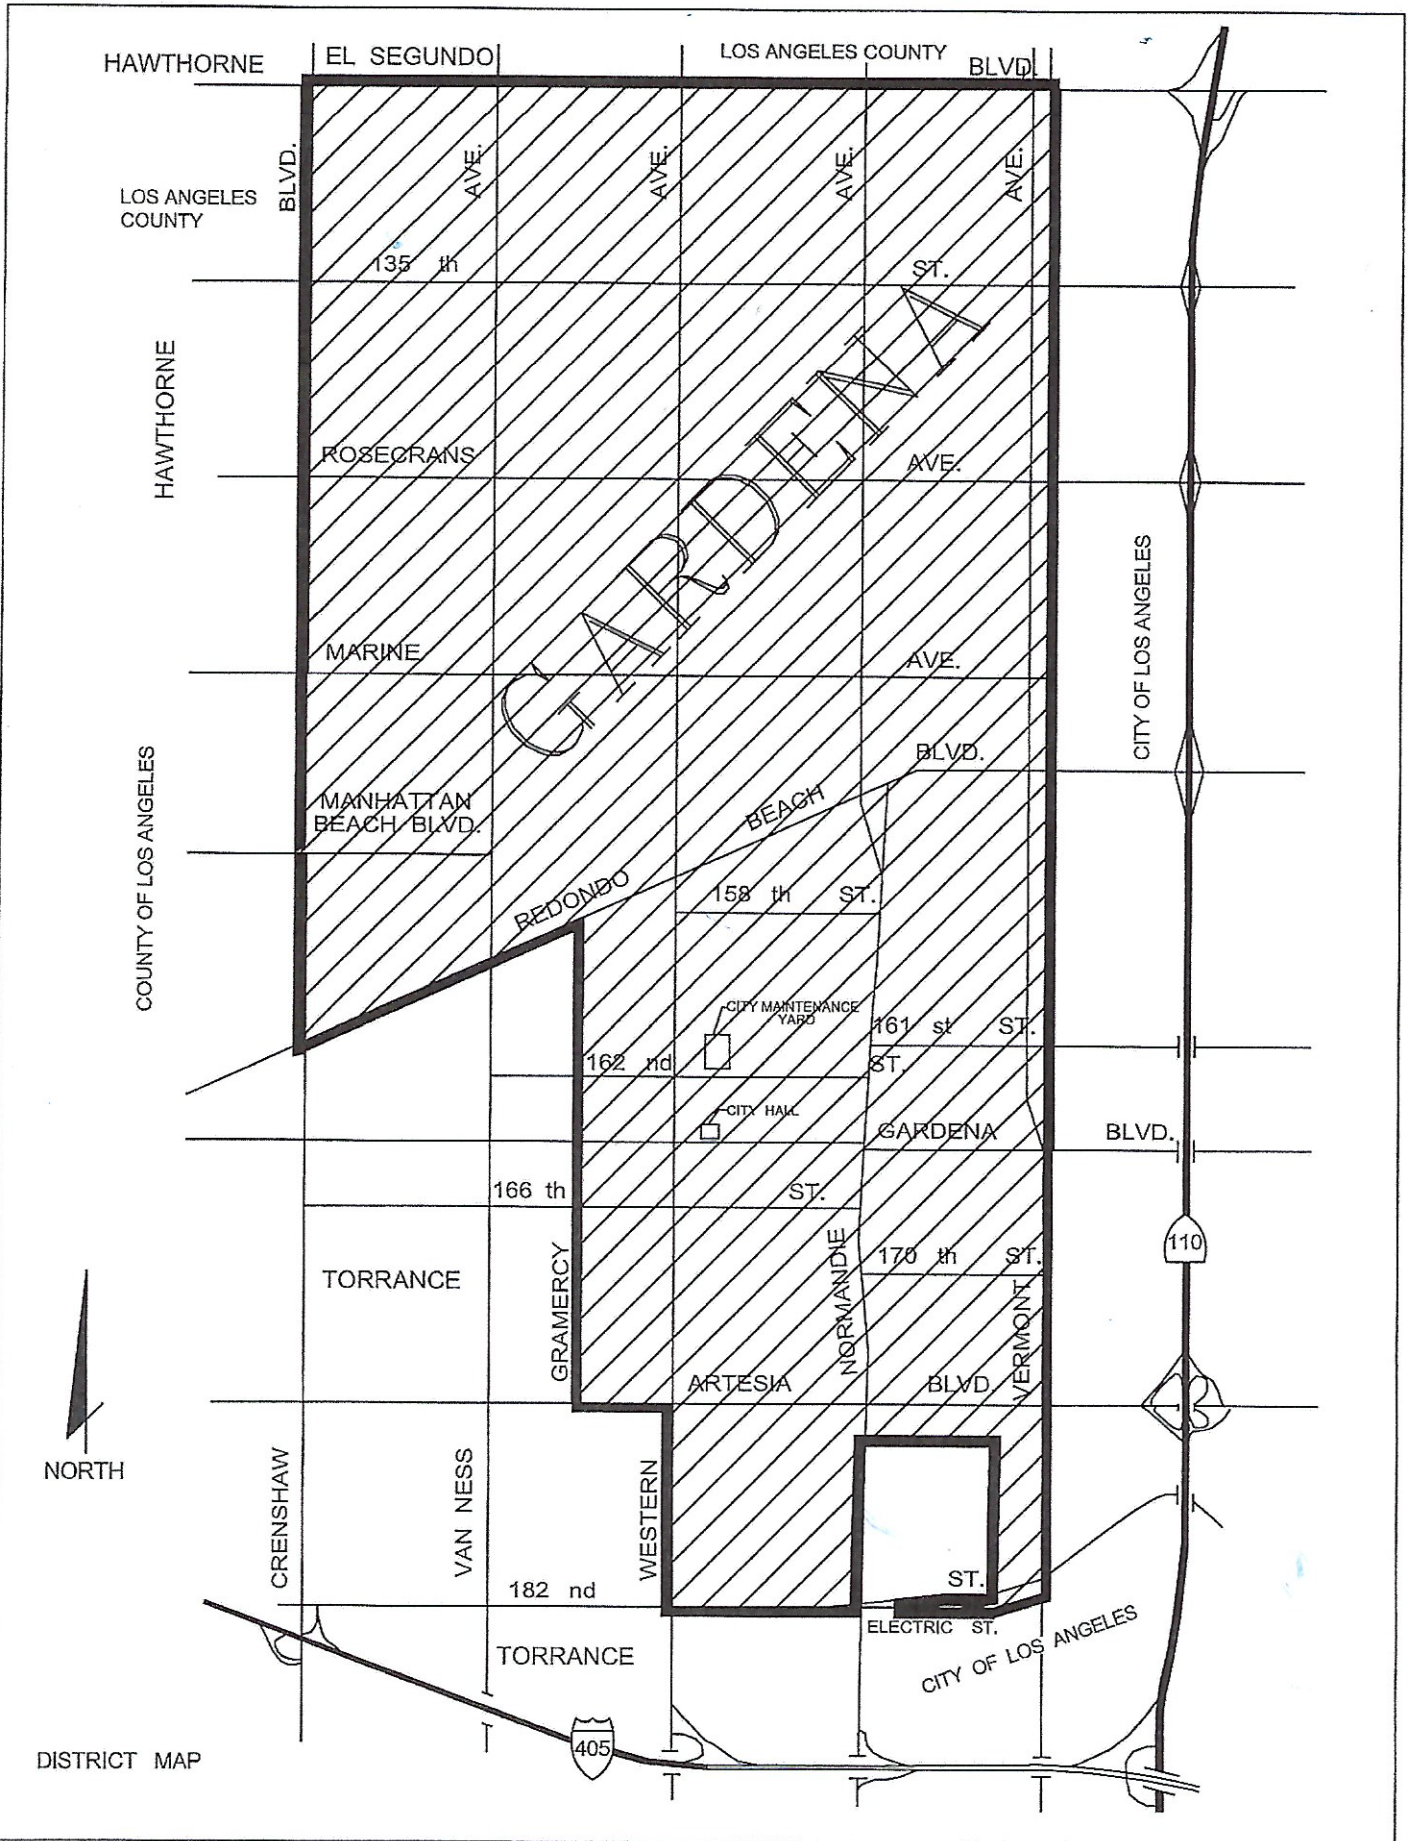 HAWTHORNE
EL SEGUNDO
LOS ANGELES COUNTY
BLVD.
BLVD.
AVE.
AVE.
AVE.
AVE.
LOS ANGELES
COUNTY
135 th
ST.
HAWTHORNE
GARDENA
ROSECRANS
AVE.
CITY OF LOS ANGELES
MARINE
AVE.
COUNTY OF LOS ANGELES
BLVD.
MANHATTAN
BEACH BLVD.
BEACH
REDONDO
158 th ST.
CITY MAINTENANCE
YARD
161 st ST.
162 nd
ST.
CITY HALL
GARDENA
BLVD.
166 th
ST.
GRAMERCY
NORMANDIE
170 th ST.
110
TORRANCE
VERMONT
ARTESIA
BLVD.
NORTH
CRENSHAW
VAN NESS
WESTERN
182 nd
ST.
ELECTRIC ST.
CITY OF LOS ANGELES
TORRANCE
405
DISTRICT MAP